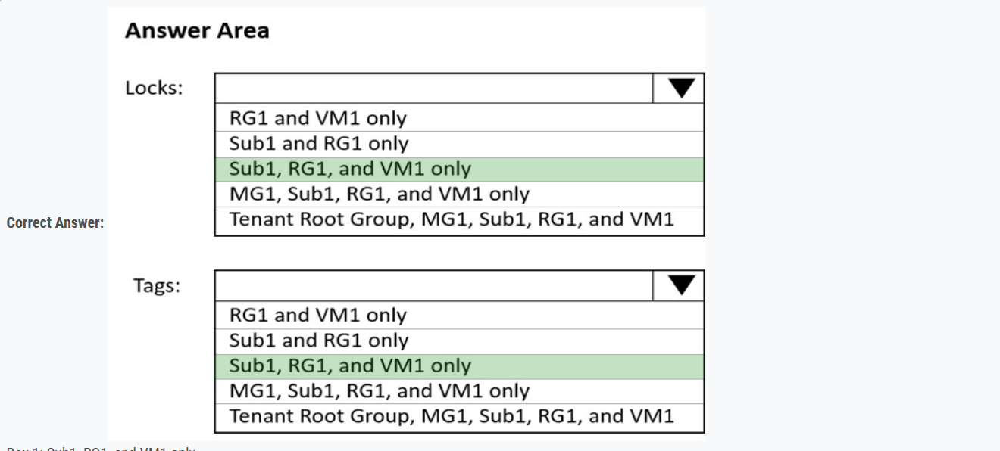 Answer Area
Locks:
RG1 and VM1 only
Sub1 and RG1 only
Sub1, RG1, and VM1 only
MG1, Sub1, RG1, and VM1 only
Tenant Root Group, MG1, Sub1, RG1, and VM1
Correct Answer:
Tags:
RG1 and VM1 only
Sub1 and RG1 only
Sub1, RG1, and VM1 only
MG1, Sub1, RG1, and VM1 only
Tenant Root Group, MG1, Sub1, RG1, and VM1
Box 1: Sub1, RG1, and VM1 only